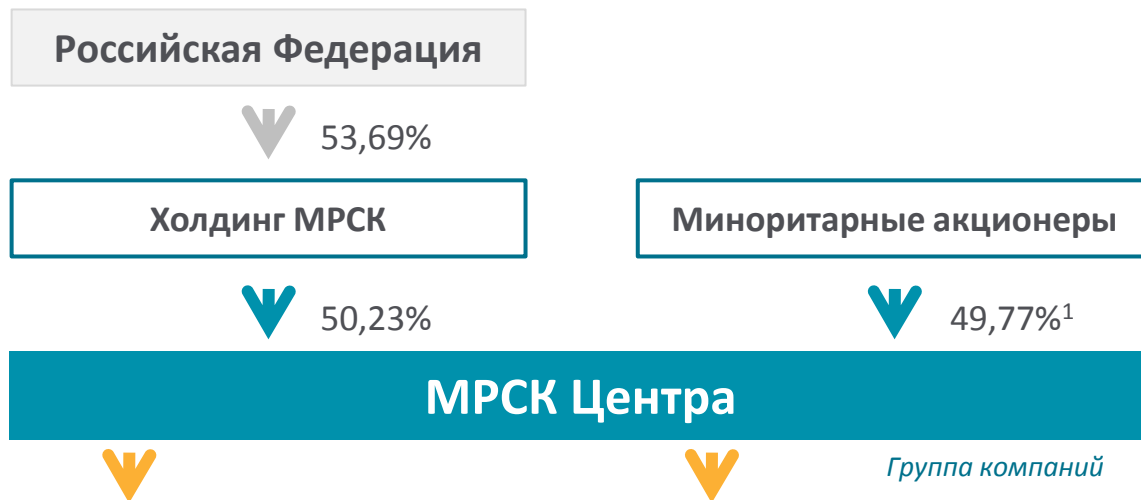 Российская Федерация
53,69%
Холдинг МРСК
Миноритарные акционеры
50,23%
49,77%¹
МРСК Центра
Группа компаний